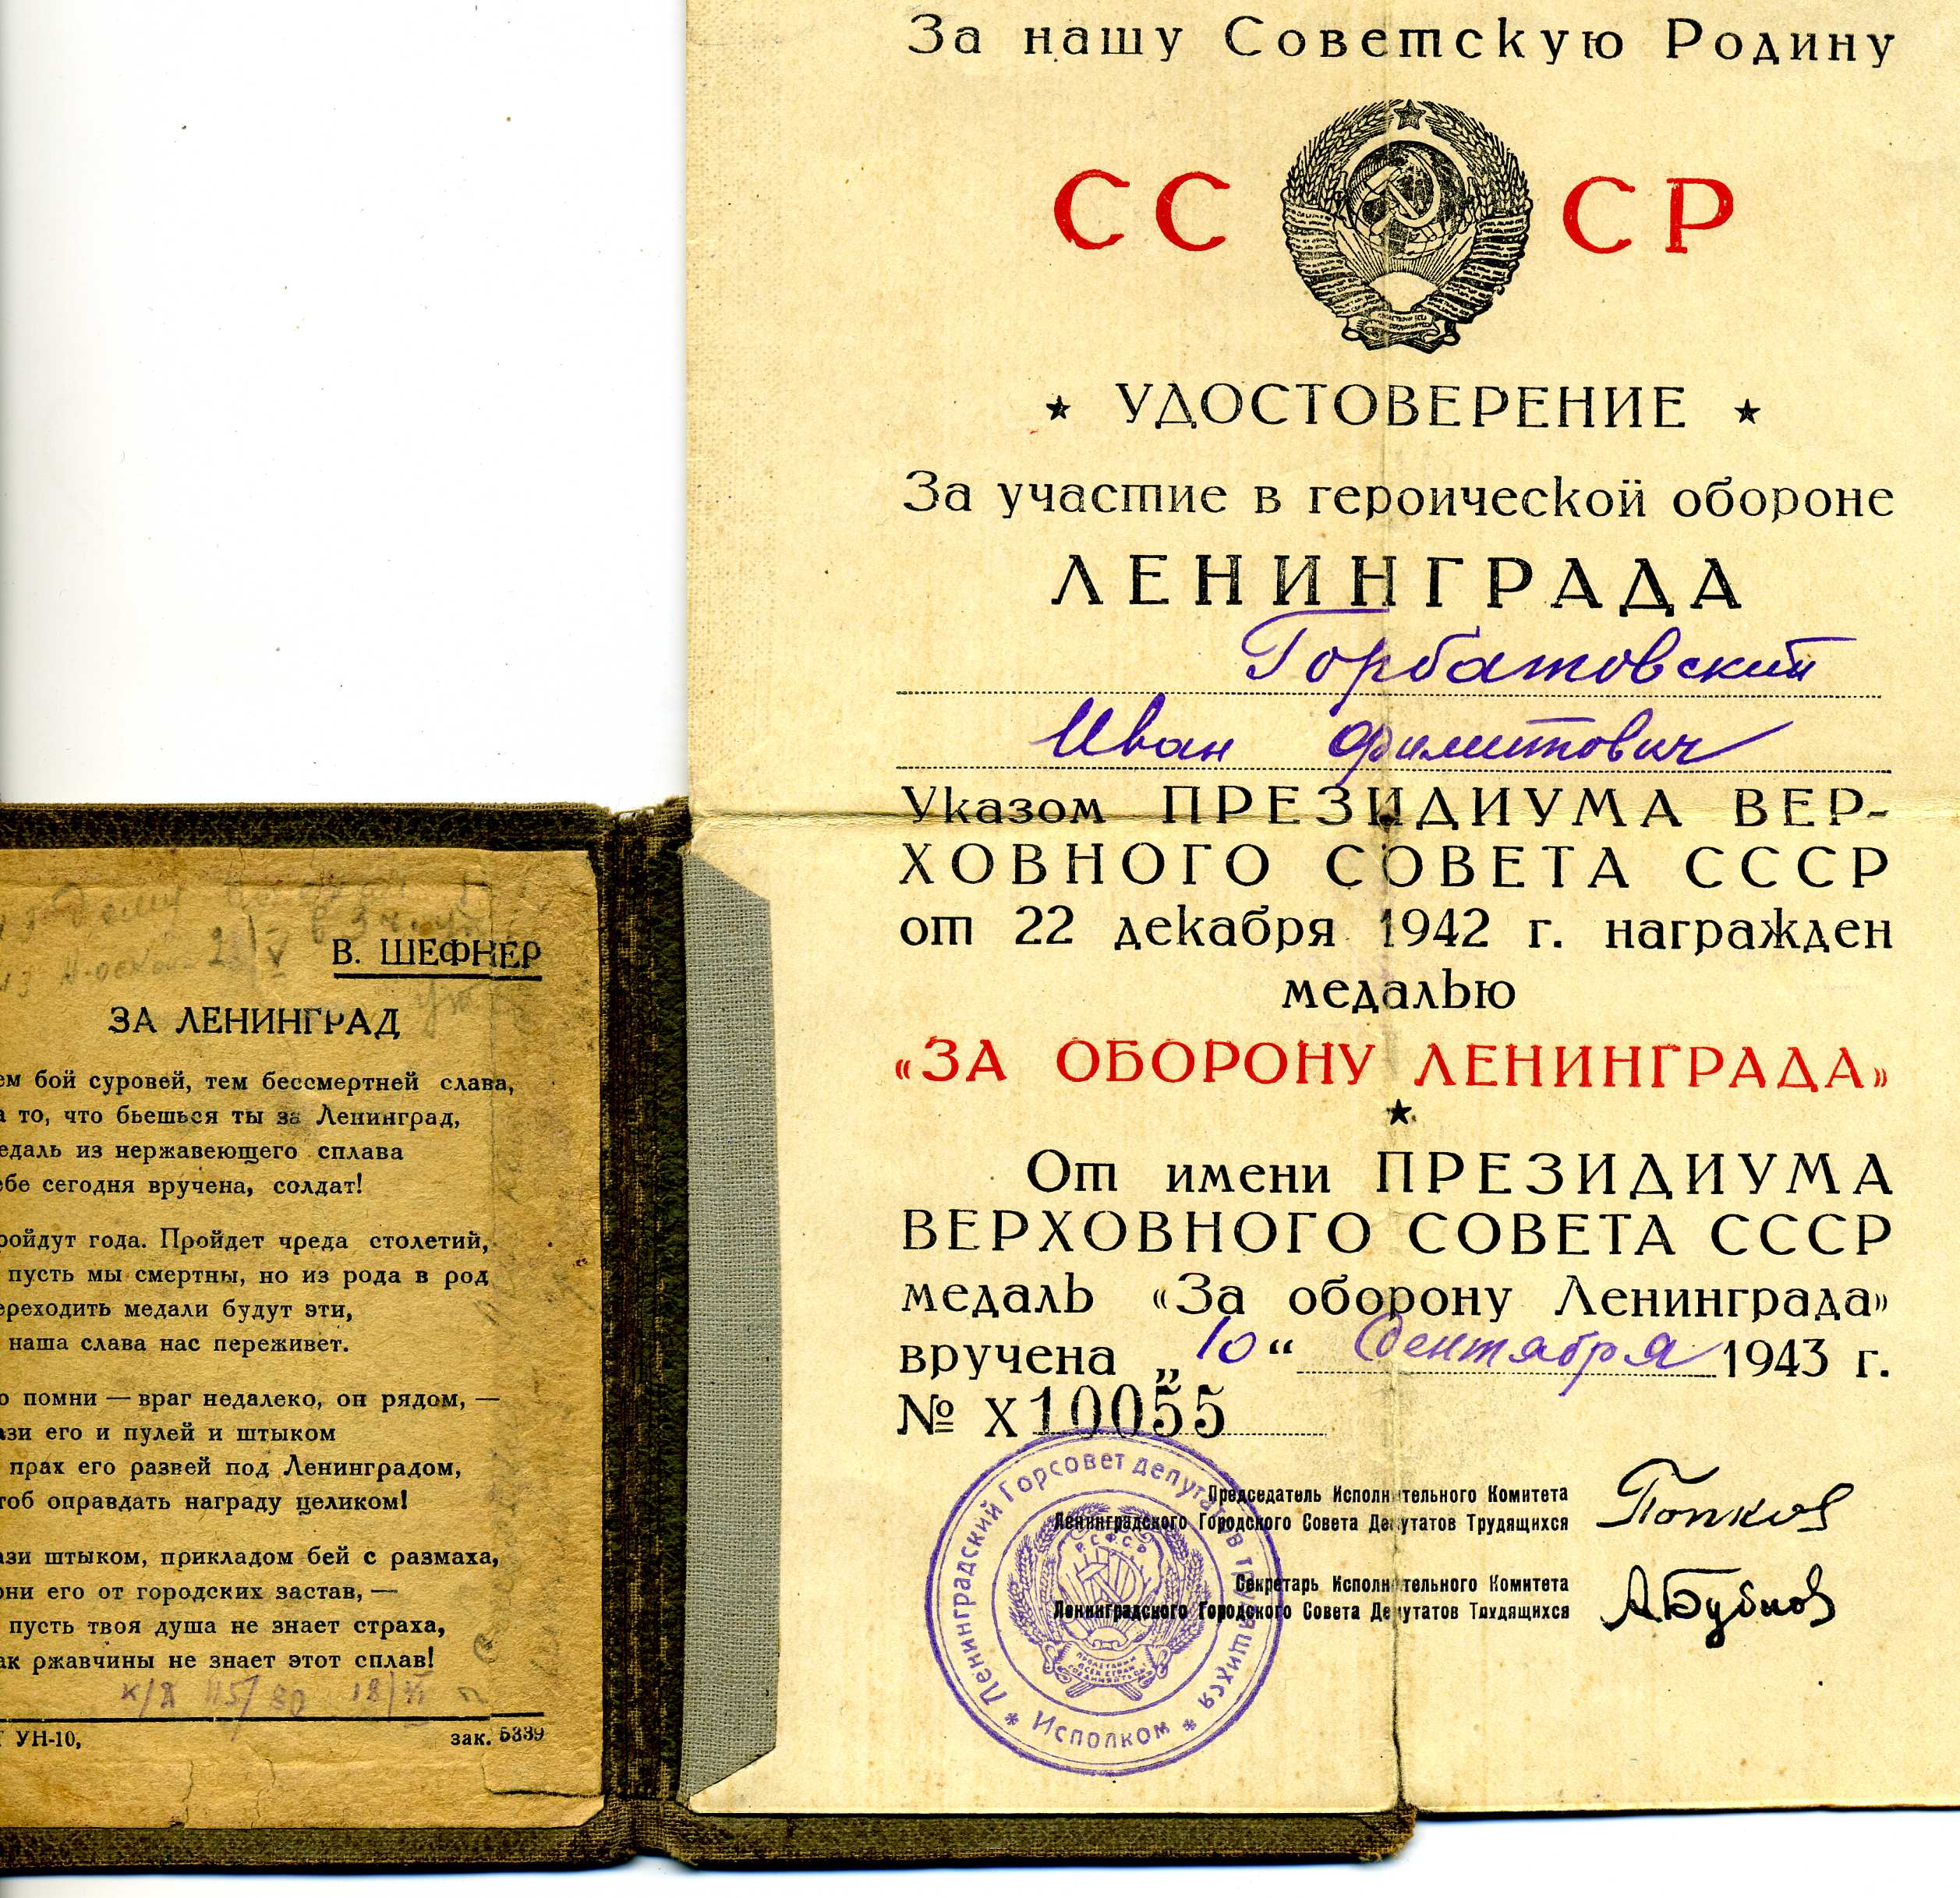 За нашу Советскую Родину
СССР
УДОСТОВЕРЕНИЕ
За участие в героической обороне
ЛЕНИНГРАДА
Горбатовский
Иван Филиппович
Указом ПРЕЗИДИУМА ВЕР-
ХОВНОГО СОВЕТА СССР
от 22 декабря 1942 г. награжден
медалью
«ЗА ОБОРОНУ ЛЕНИНГРАДА»
От имени ПРЕЗИДИУМА
ВЕРХОВНОГО СОВЕТА СССР
медаль «За оборону Ленинграда»
вручена „10“ Сентября 1943 г.
№ X 10055
Председатель Исполнительного Комитета
Ленинградского Городского Совета Депутатов Трудящихся
Попков
Секретарь Исполнительного Комитета
Ленинградского Городского Совета Депутатов Трудящихся
А Бубнов
Ленинградский Горсовет депутатов трудящихся * Исполком *
РСФСР
В. ШЕФНЕР
ЗА ЛЕНИНГРАД
ем бой суровей, тем бессмертней слава,
а то, что бьешься ты за Ленинград,
едаль из нержавеющего сплава
ебе сегодня вручена, солдат!
ройдут года. Пройдет чреда столетий,
пусть мы смертны, но из рода в род
ереходить медали будут эти,
наша слава нас переживет.
о помни — враг недалеко, он рядом, —
ази его и пулей и штыком
прах его развей под Ленинградом,
тоб оправдать награду целиком!
ази штыком, прикладом бей с размаха,
они его от городских застав, —
пусть твоя душа не знает страха,
ак ржавчины не знает этот сплав!
УН-10, зак. 5339